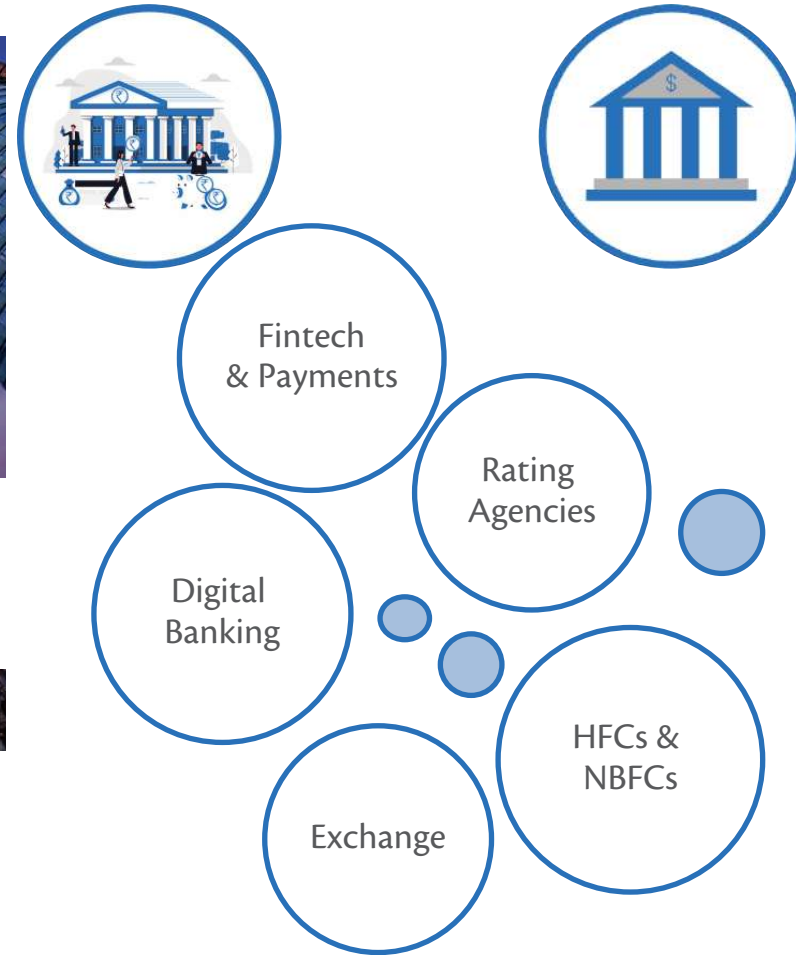 ₹
₹
₹
₹
₹
$
Fintech
& Payments
Rating
Agencies
Digital
Banking
HFCs &
NBFCs
Exchange